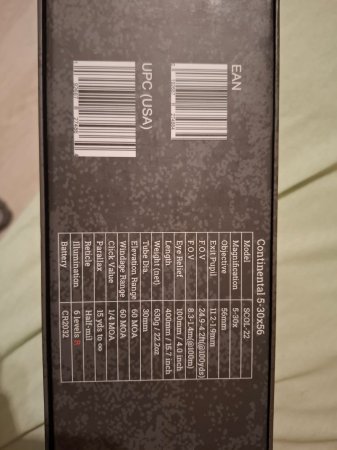 EAN
UPC (USA)
Continental 5-30x56
Model SCOL-22
Magnification 5-30x
Objective 56mm
Exit Pupil 11.2-1.9mm
F.O.V 24.9-4.2ft(@100yds)
F.O.V 8.3-1.4m(@100m)
Eye Relief 100mm / 4.0 inch
Length 400mm / 15.7 inch
Weight (net) 630g / 22.2oz
Tube Dia. 30mm
Elevation Range 60 MOA
Windage Range 60 MOA
Click Value 1/4 MOA
Parallax 15 yds to ∞
Reticle Half-mil
Illumination 6 levels R
Battery CR2032